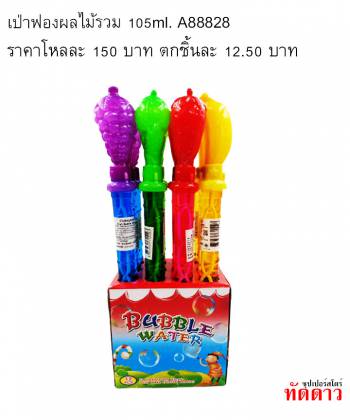 เป่าฟองผลไม้รวม 105ml. A88828
ราคาโหลละ 150 บาท ตกชิ้นละ 12.50 บาท
BUBBLE
WATER
ซุปเปอร์สโตร์
ทัดดาว